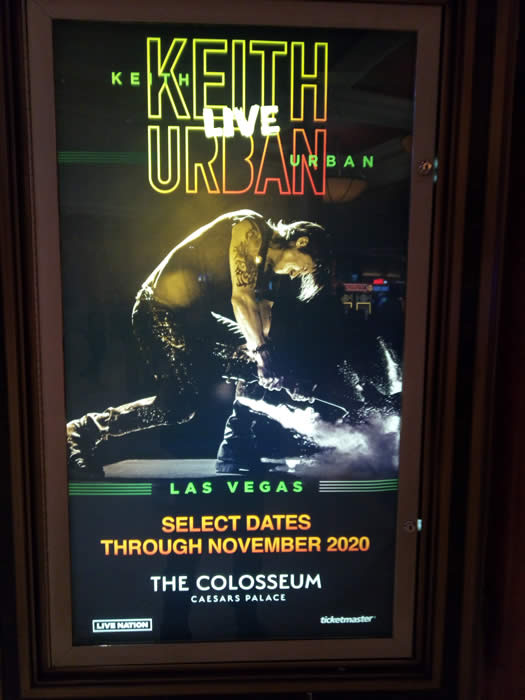 KEITH
KEITH
LIVE
URBAN
URBAN
LAS VEGAS
SELECT DATES
THROUGH NOVEMBER 2020
THE COLOSSEUM
CAESARS PALACE
LIVE NATION
ticketmaster